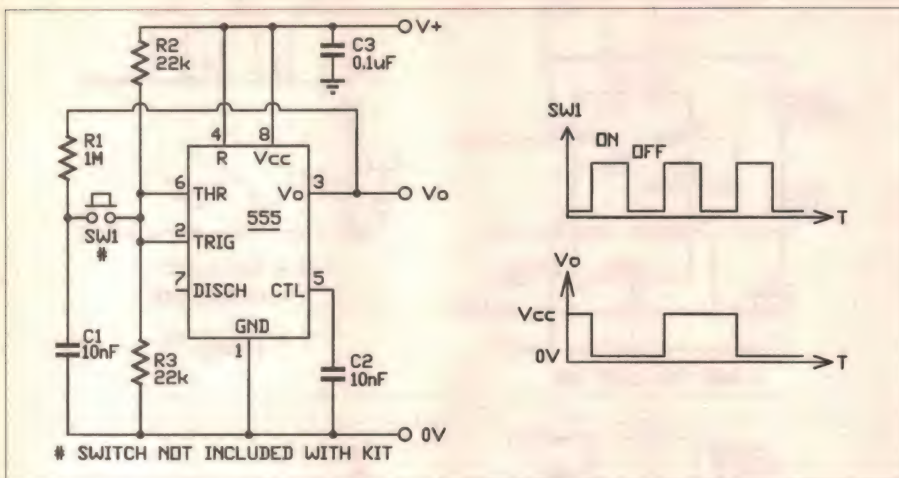 V+
R2
22k
C3
0.1uF
R1
1M
4
8
R
Vcc
6
THR
Vo
3
Vo
555
SW1
#
2
TRIG
7
DISCH
CTL
5
GND
1
C1
10nF
R3
22k
C2
10nF
0V
# SWITCH NOT INCLUDED WITH KIT
SW1
ON
OFF
T
Vo
Vcc
0V
T